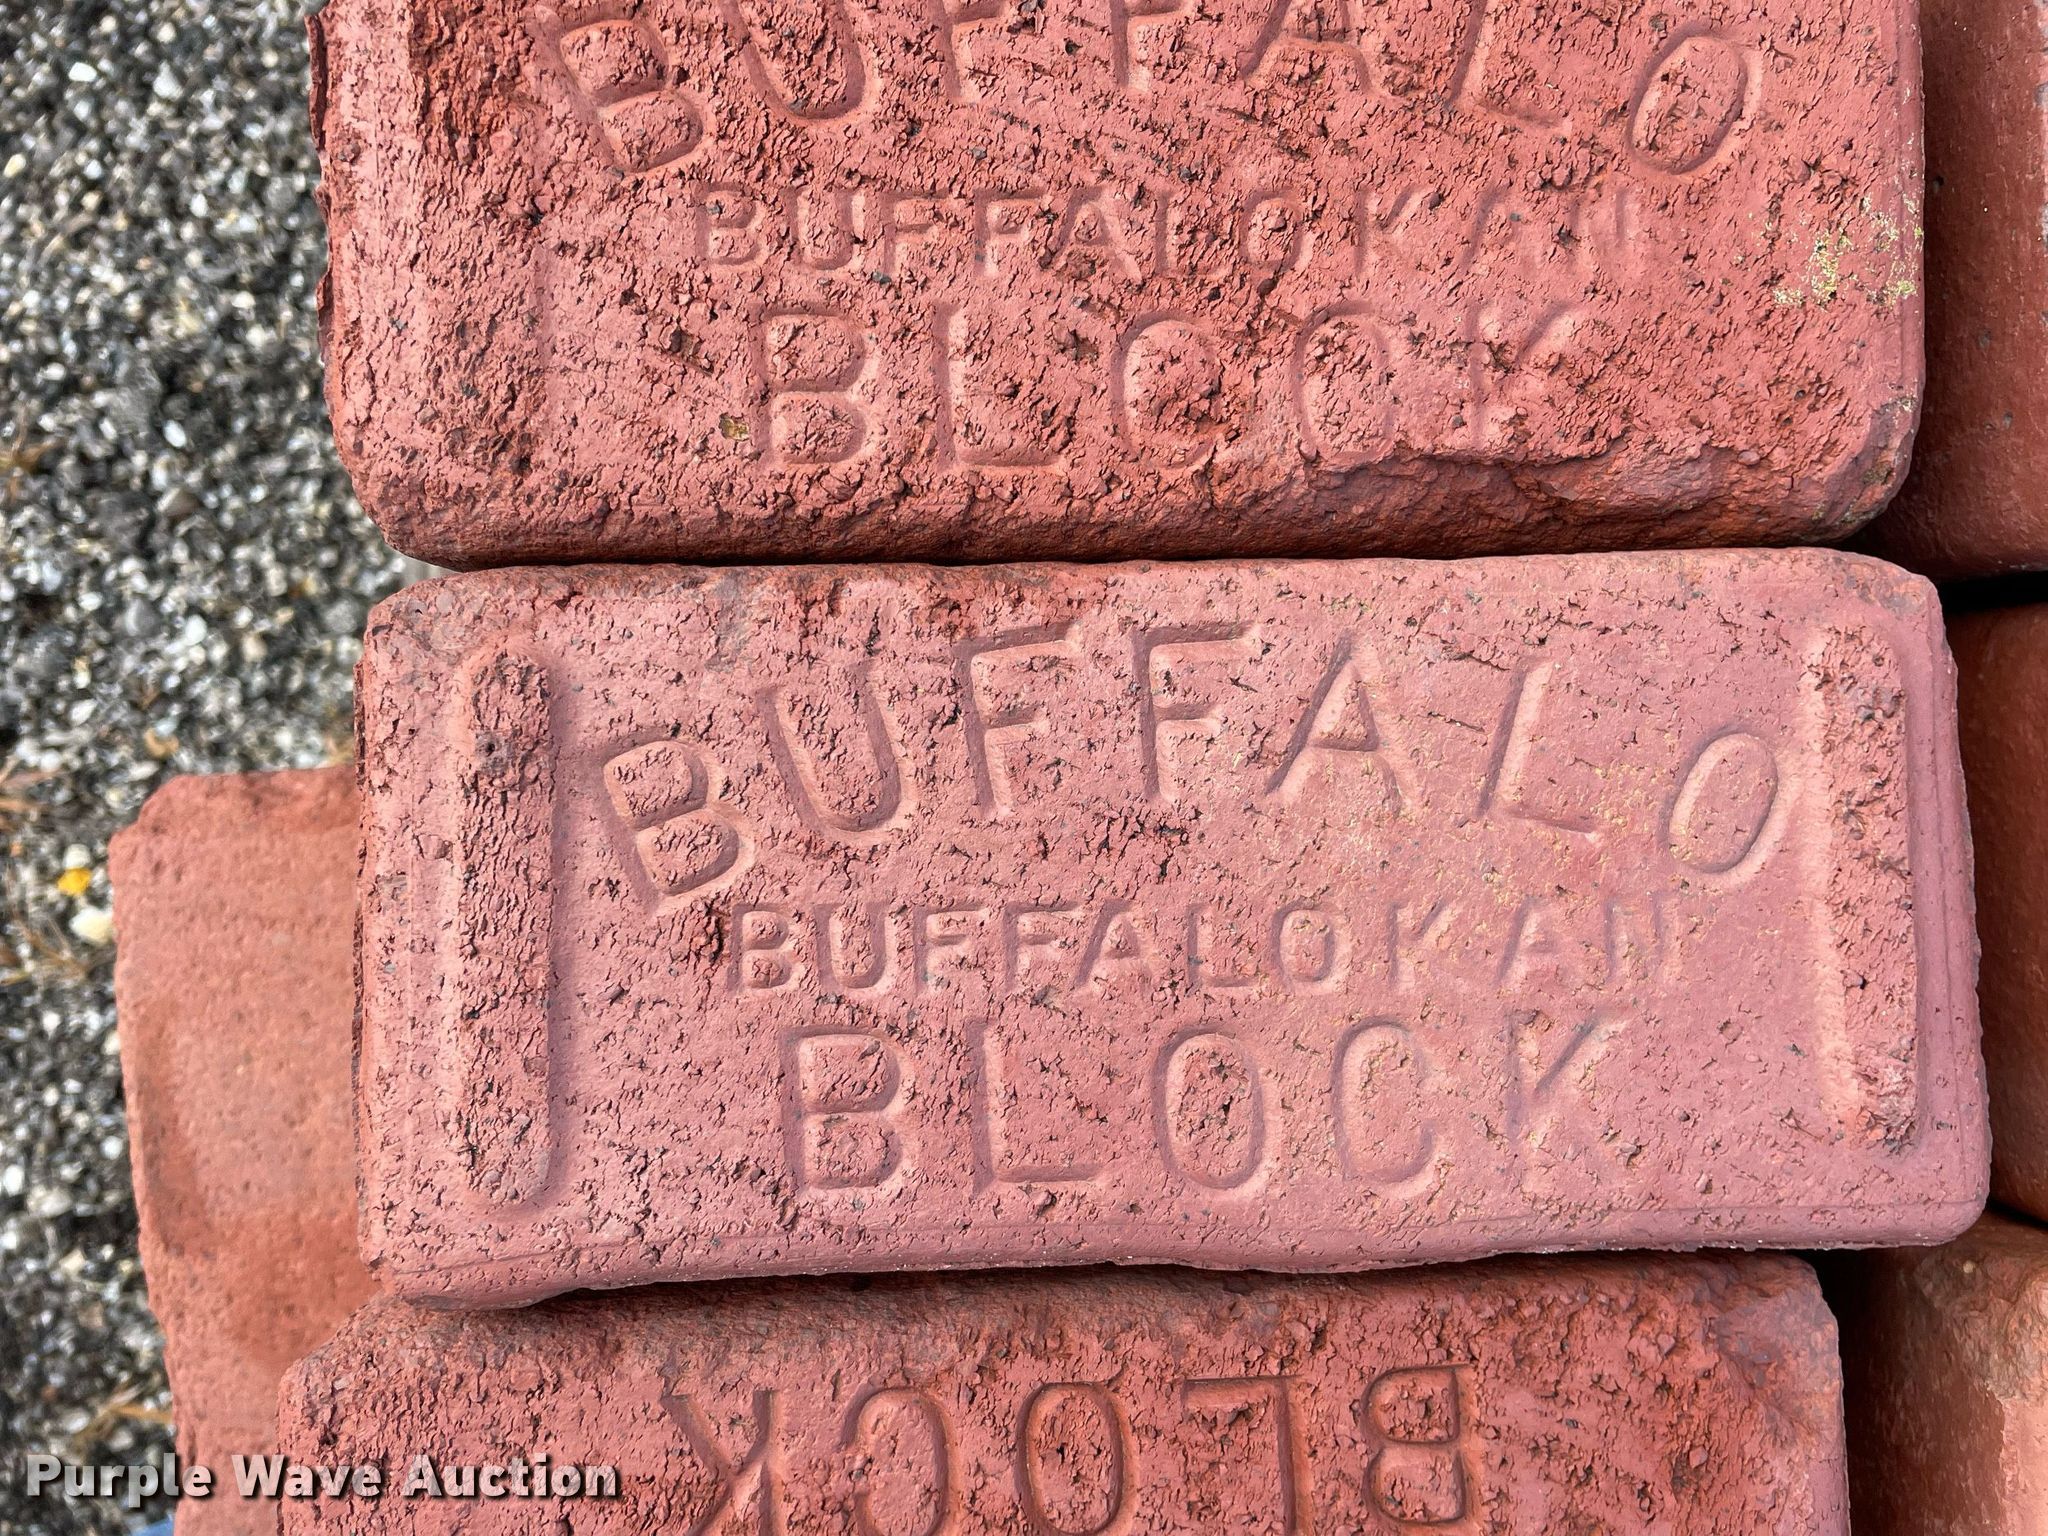 BUFFALO
BUFFALO KAN
BLOCK
BUFFALO
BUFFALO KAN
BLOCK
BLOCK
Purple Wave Auction